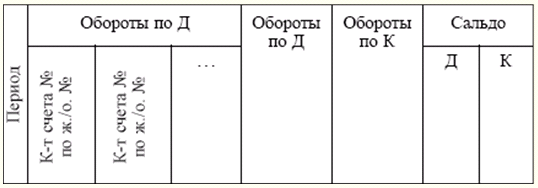 Период
Обороты по Д
К-т счета №
по ж./о. №
К-т счета №
по ж./о. №
...
Обороты
по Д
Обороты
по К
Сальдо
Д
К